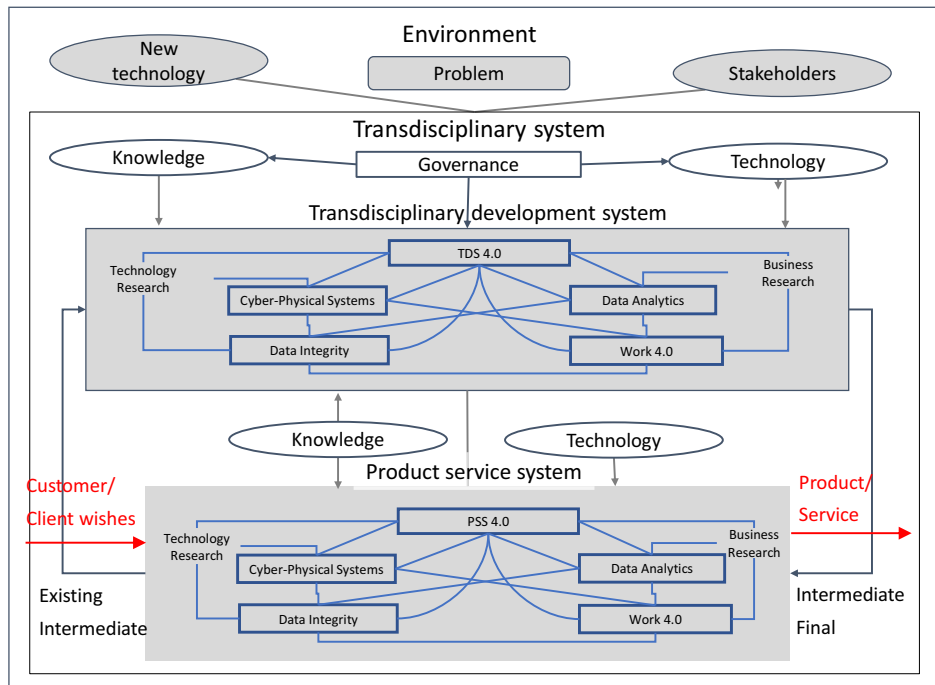 Environment
New
technology
Problem
Stakeholders
Transdisciplinary system
Knowledge
Governance
Technology
Transdisciplinary development system
TDS 4.0
Technology
Research
Business
Research
Cyber-Physical Systems
Data Analytics
Data Integrity
Work 4.0
Knowledge
Technology
Product service system
Customer/
Client wishes
Product/
Service
PSS 4.0
Technology
Research
Business
Research
Cyber-Physical Systems
Data Analytics
Data Integrity
Work 4.0
Existing
Intermediate
Intermediate
Final